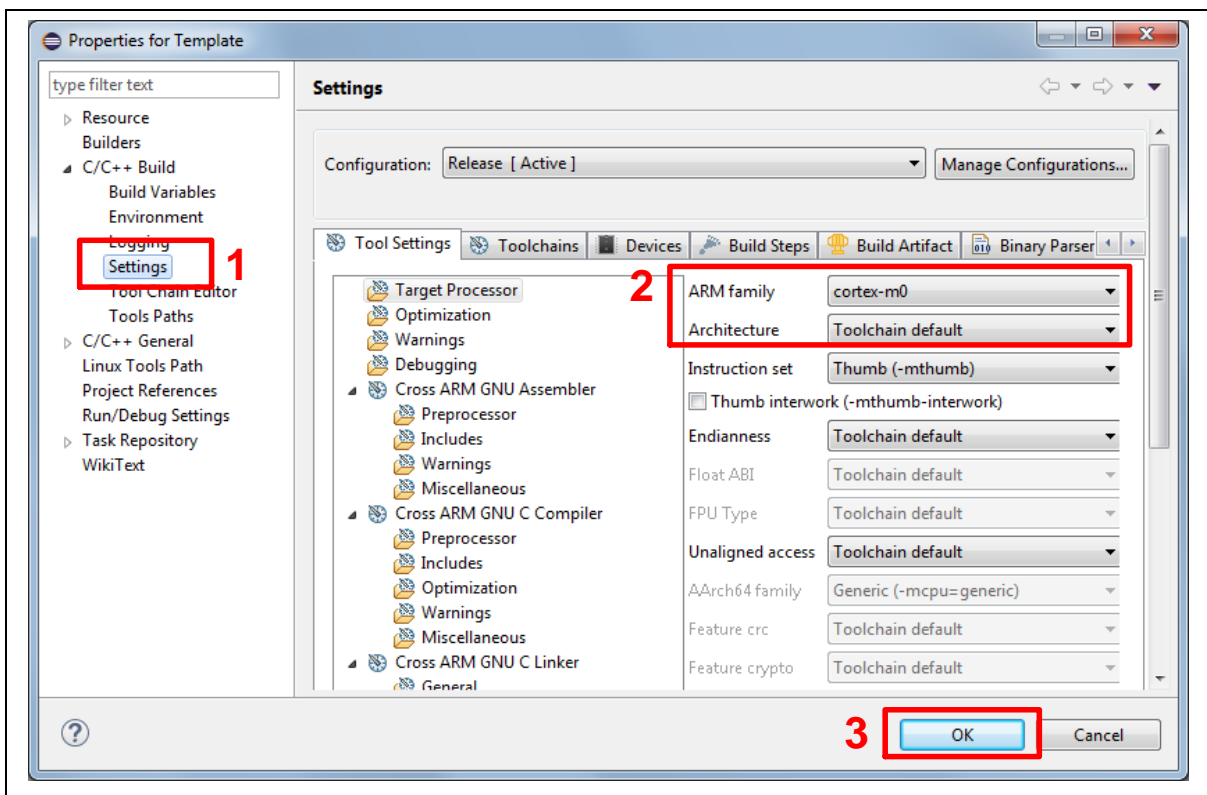 Properties for Template
type filter text
Resource
Builders
C/C++ Build
Build Variables
Environment
Logging
Settings
1
Tool Chain Editor
Tools Paths
C/C++ General
Linux Tools Path
Project References
Run/Debug Settings
Task Repository
WikiText
Settings
Configuration: Release [ Active ] Manage Configurations...
Tool Settings Toolchains Devices Build Steps Build Artifact Binary Parser
Target Processor
Optimization
Warnings
Debugging
Cross ARM GNU Assembler
Preprocessor
Includes
Warnings
Miscellaneous
Cross ARM GNU C Compiler
Preprocessor
Includes
Optimization
Warnings
Miscellaneous
Cross ARM GNU C Linker
General
2
ARM family cortex-m0
Architecture Toolchain default
Instruction set Thumb (-mthumb)
Thumb interwork (-mthumb-interwork)
Endianness Toolchain default
Float ABI Toolchain default
FPU Type Toolchain default
Unaligned access Toolchain default
AArch64 family Generic (-mcpu=generic)
Feature crc Toolchain default
Feature crypto Toolchain default
3 OK Cancel